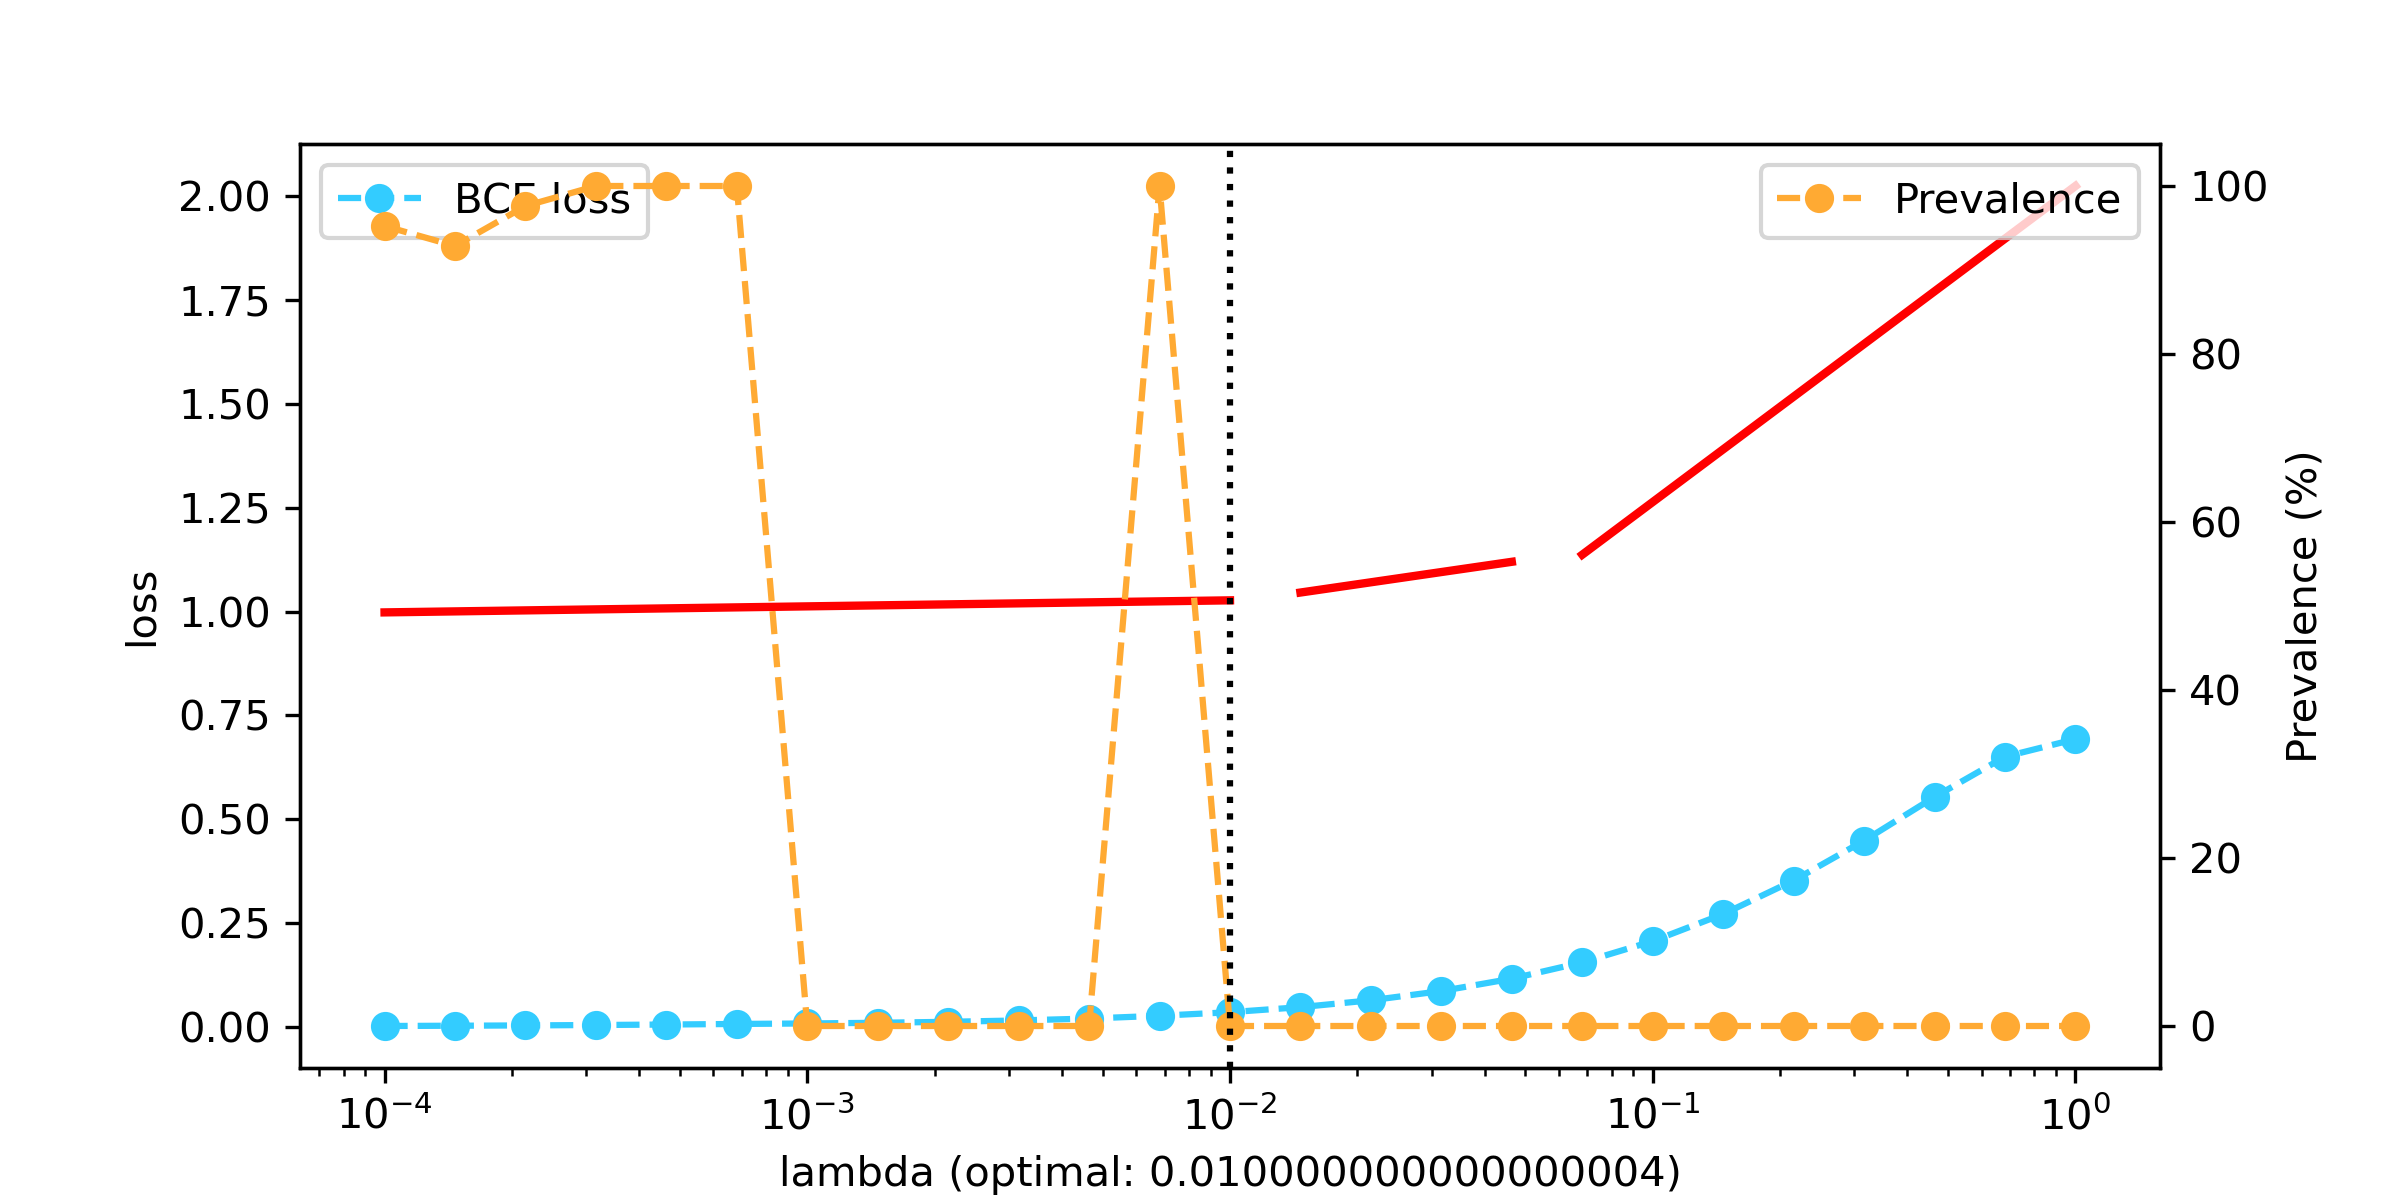 BCE loss
Prevalence
2.00
1.75
1.50
1.25
1.00
0.75
0.50
0.25
0.00
loss
100
80
60
40
20
0
Prevalence (%)
10⁻⁴ 10⁻³ 10⁻² 10⁻¹ 10⁰
lambda (optimal: 0.010000000000000004)